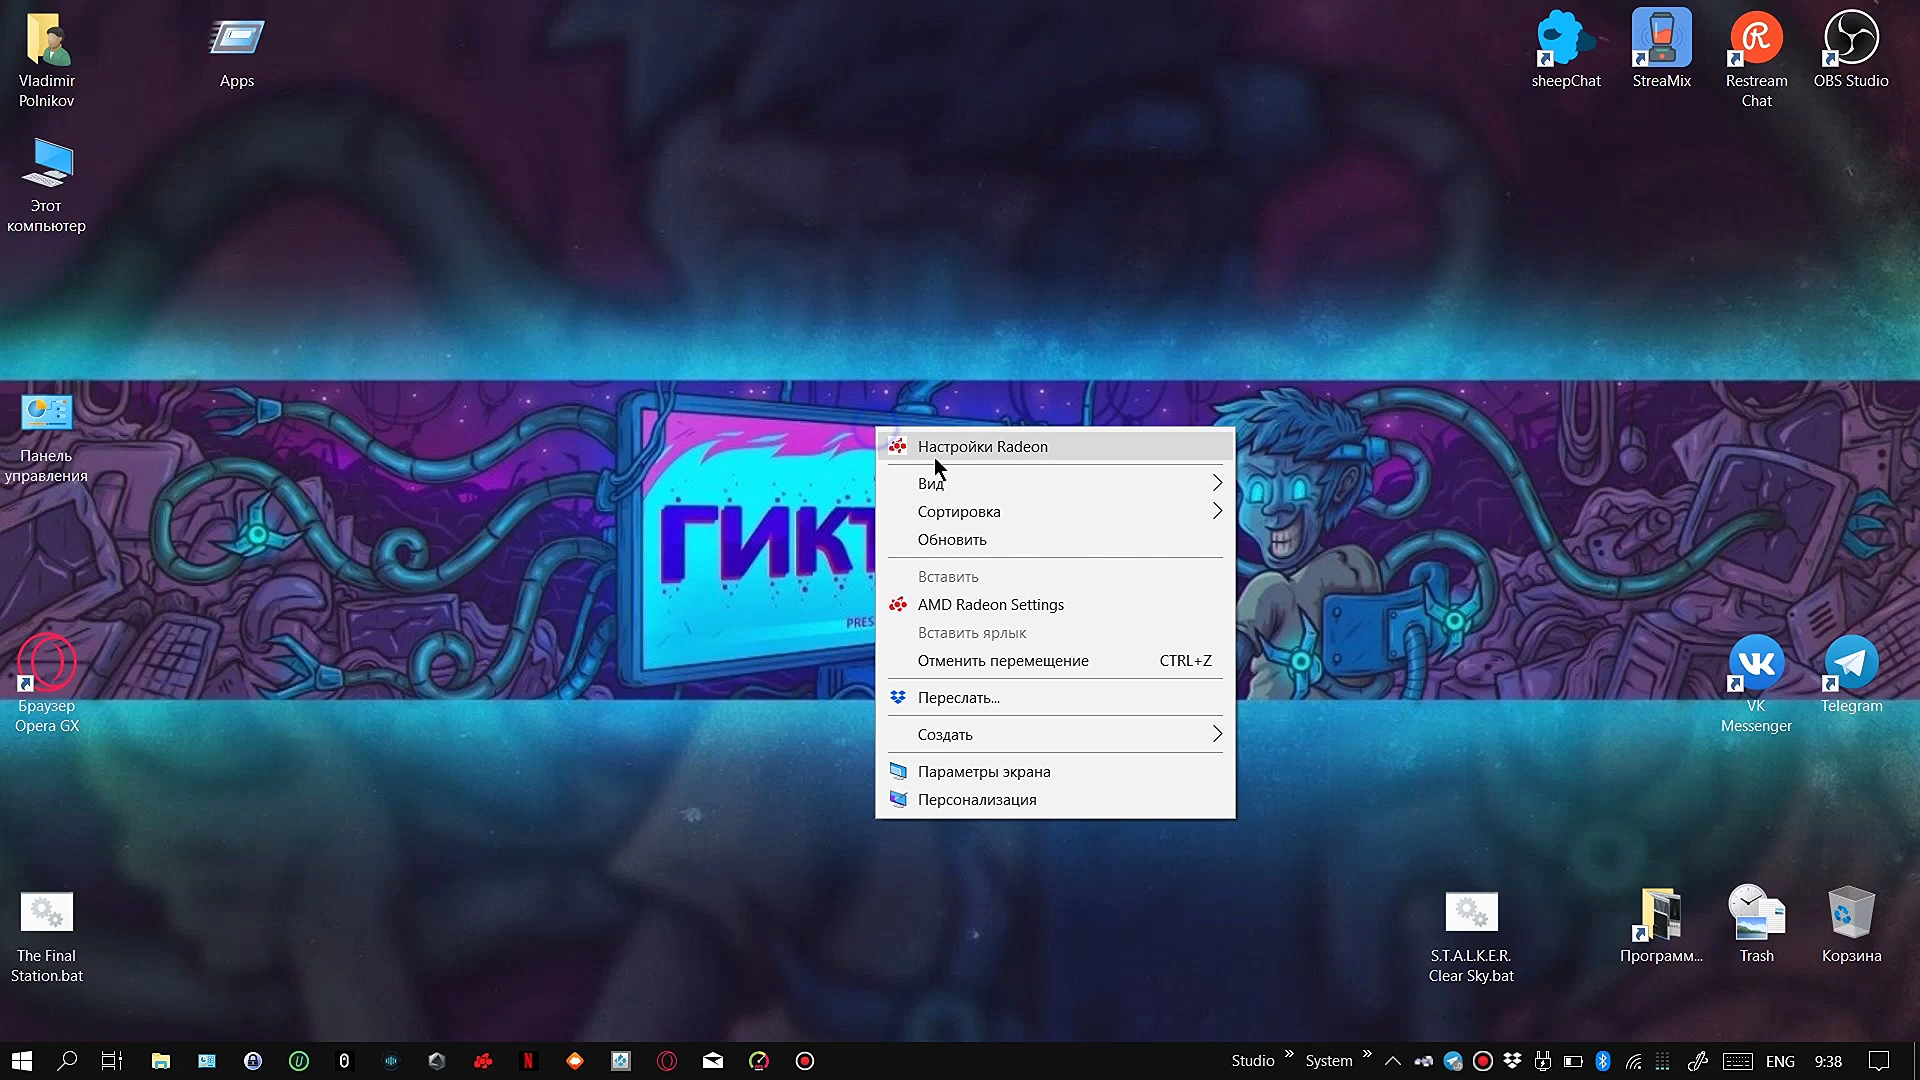 Vladimir
Polnikov
Apps
sheepChat
StreaMix
Restream
Chat
OBS Studio
Этот
компьютер
Панель
управления
ГИК
PRES
Настройки Radeon
Вид
Сортировка
Обновить
Вставить
AMD Radeon Settings
Вставить ярлык
Отменить перемещение CTRL+Z
Переслать...
Создать
Параметры экрана
Персонализация
Браузер
Opera GX
VK
Messenger
Telegram
The Final
Station.bat
S.T.A.L.K.E.R.
Clear Sky.bat
Программ...
Trash
Корзина
Studio » System » ENG 9:38